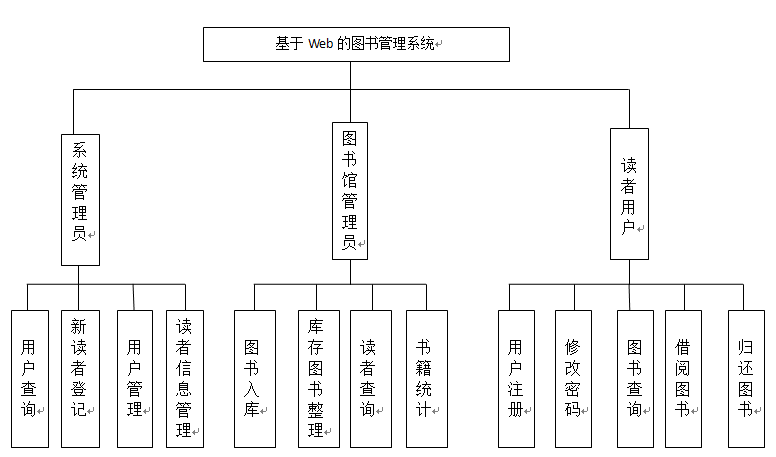 基于 Web 的图书管理系统
系统管理员
图书馆管理员
读者用户
用户查询
新读者登记
用户管理
读者信息管理
图书入库
库存图书整理
读者查询
书籍统计
用户注册
修改密码
图书查询
借阅图书
归还图书